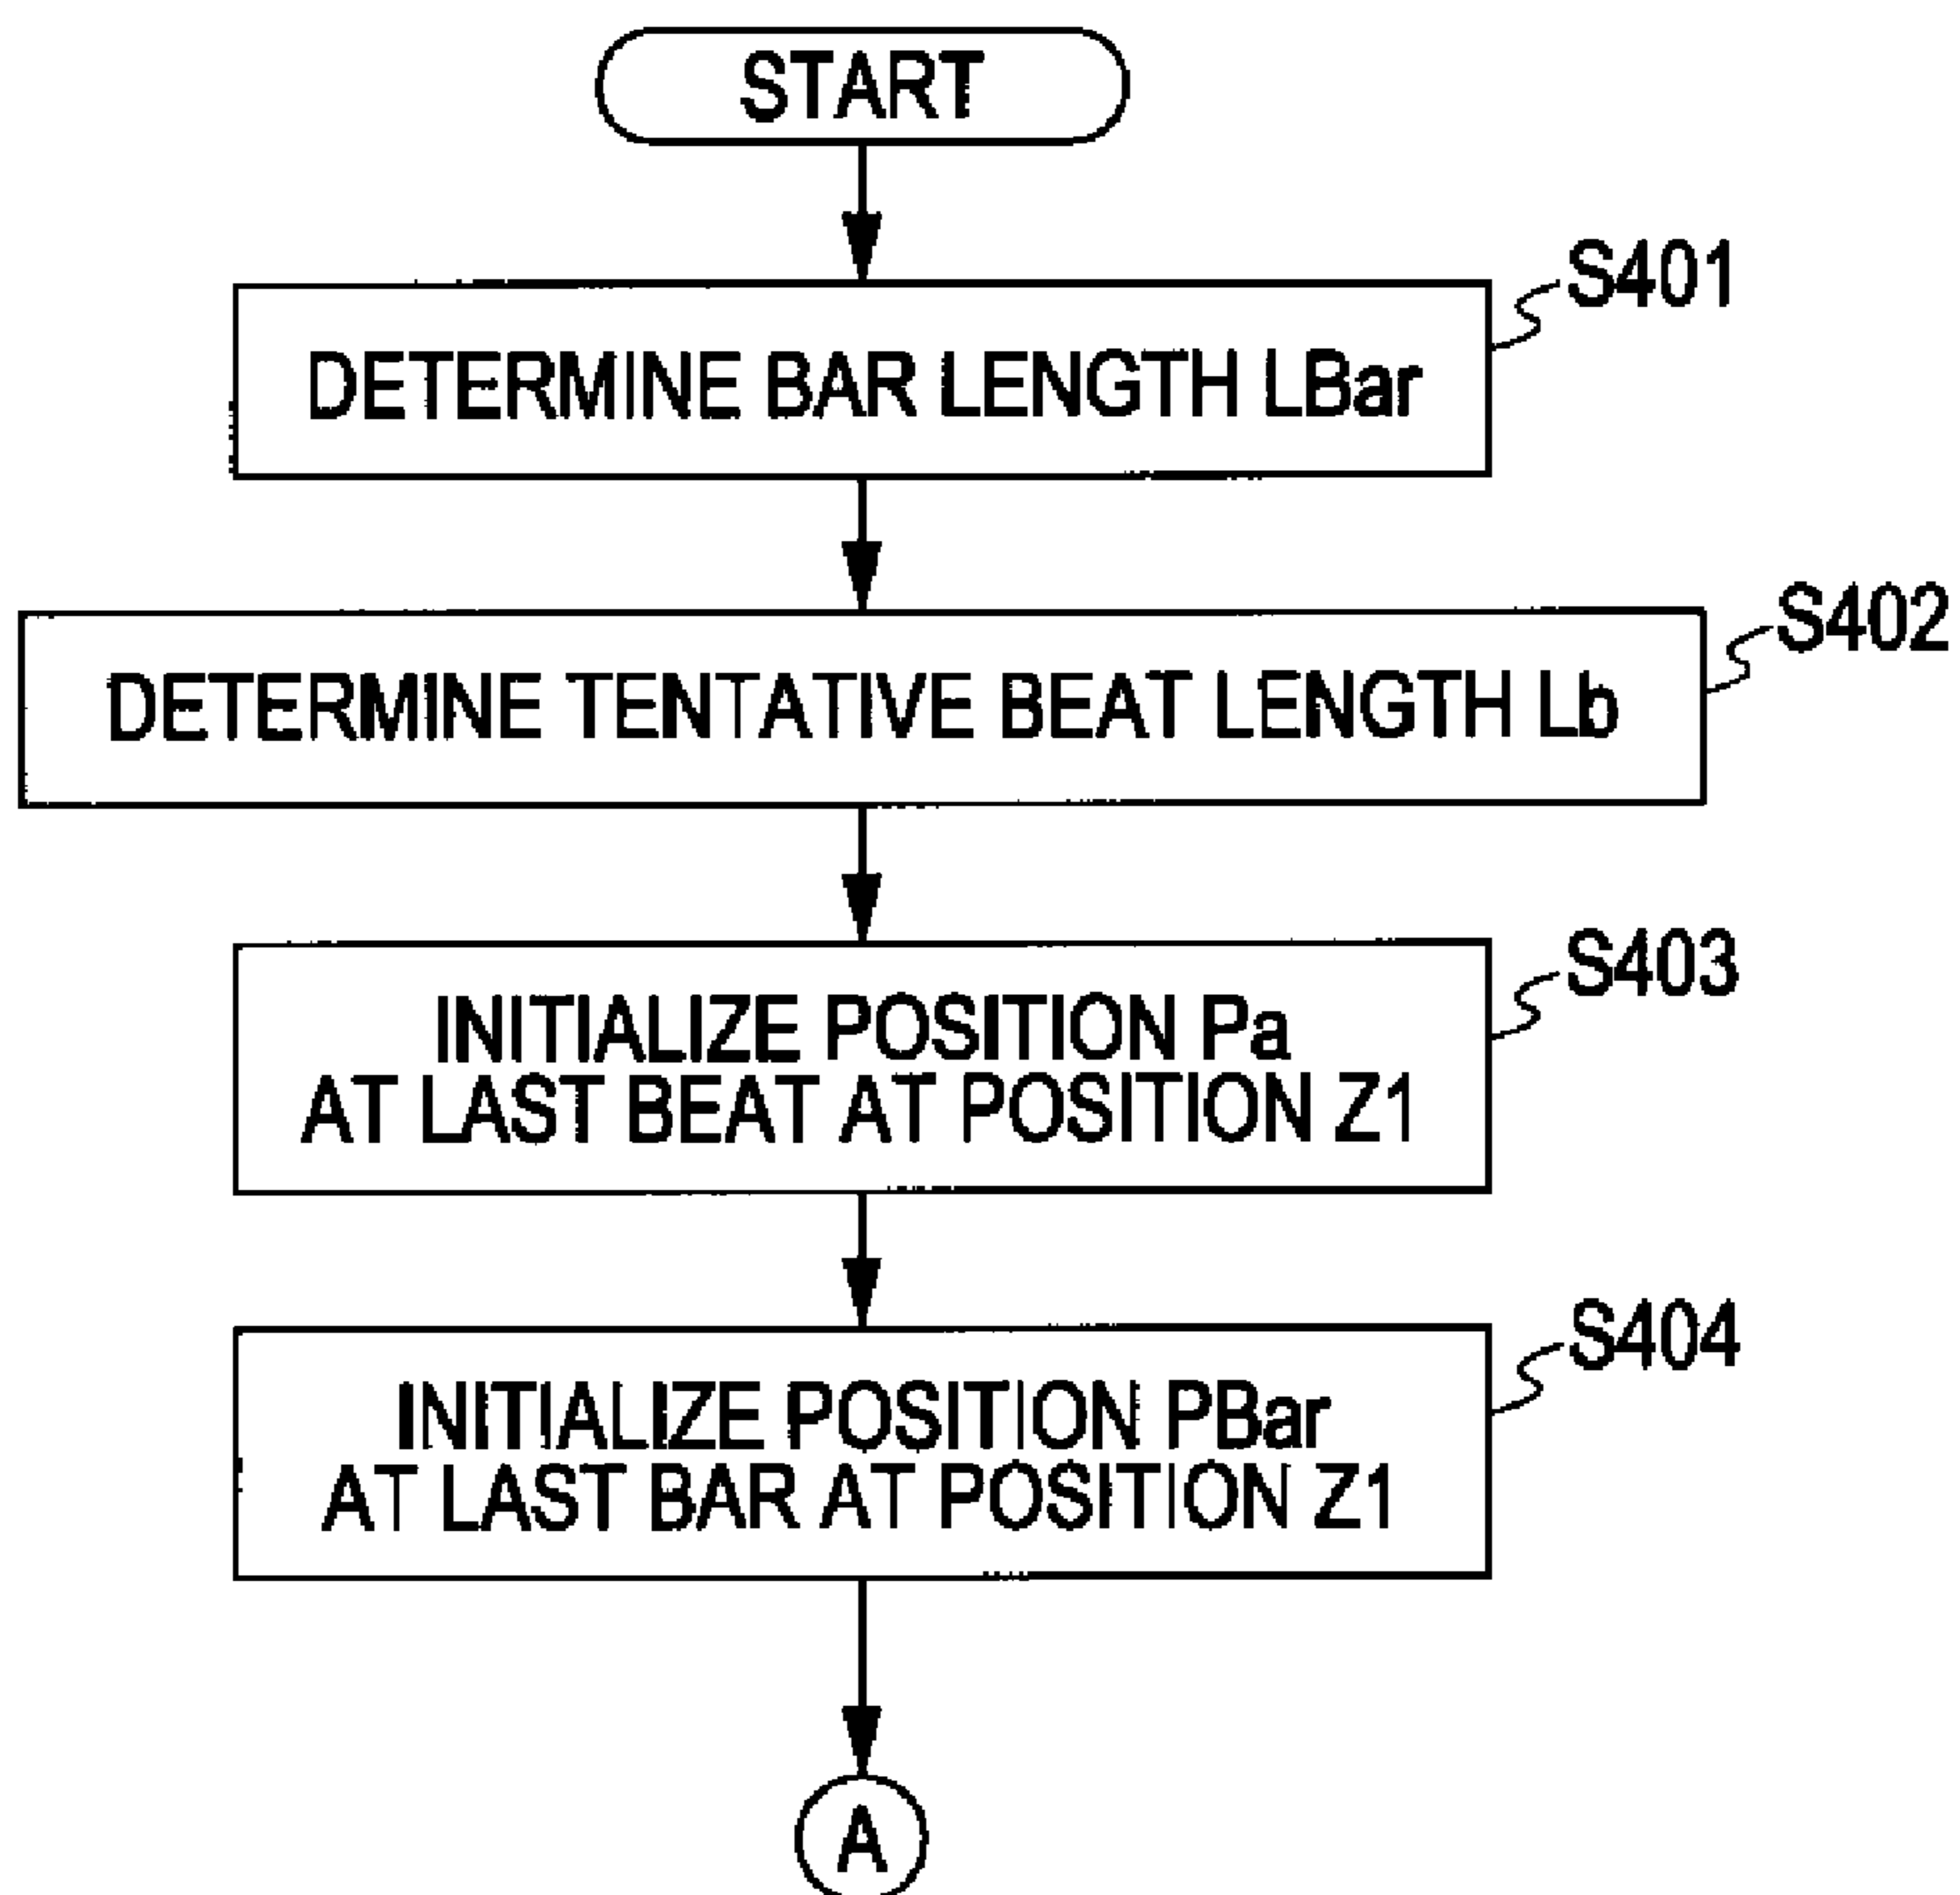 START
S401
DETERMINE BAR LENGTH LBar
S402
DETERMINE TENTATIVE BEAT LENGTH Lb
S403
INITIALIZE POSITION Pa
AT LAST BEAT AT POSITION Z1
S404
INITIALIZE POSITION PBar
AT LAST BAR AT POSITION Z1
A